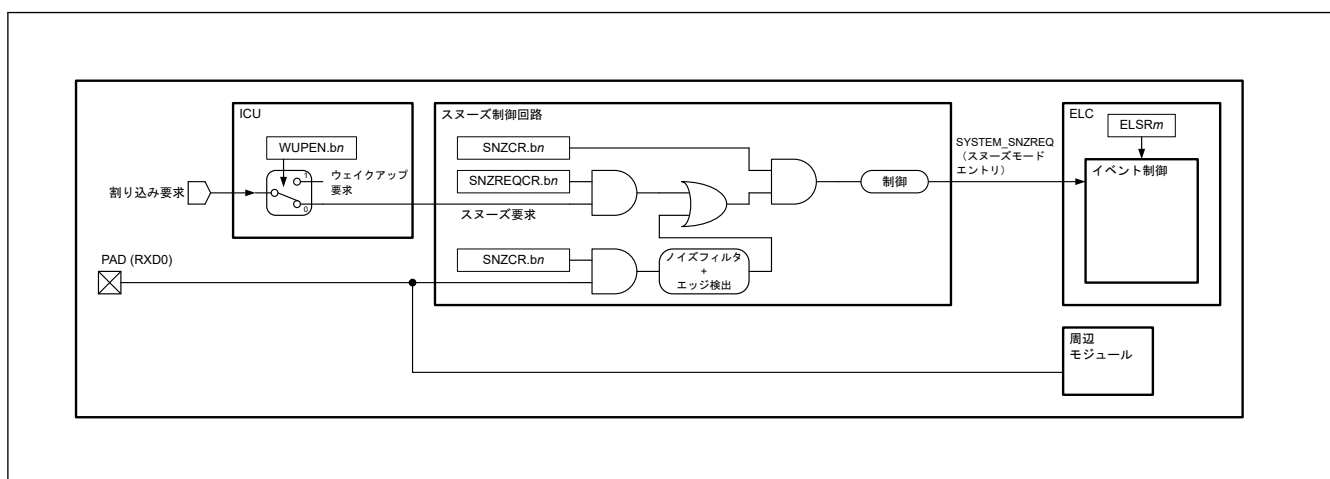 ICU
WUPEN.bn
1
ウェイクアップ
要求
0
割り込み要求
スヌーズ要求
PAD (RXD0)
スヌーズ制御回路
SNZCR.bn
SNZREQCR.bn
SNZCR.bn
ノイズフィルタ
+
エッジ検出
制御
SYSTEM_SNZREQ
（スヌーズモード
エントリ）
ELC
ELSRm
イベント制御
周辺
モジュール